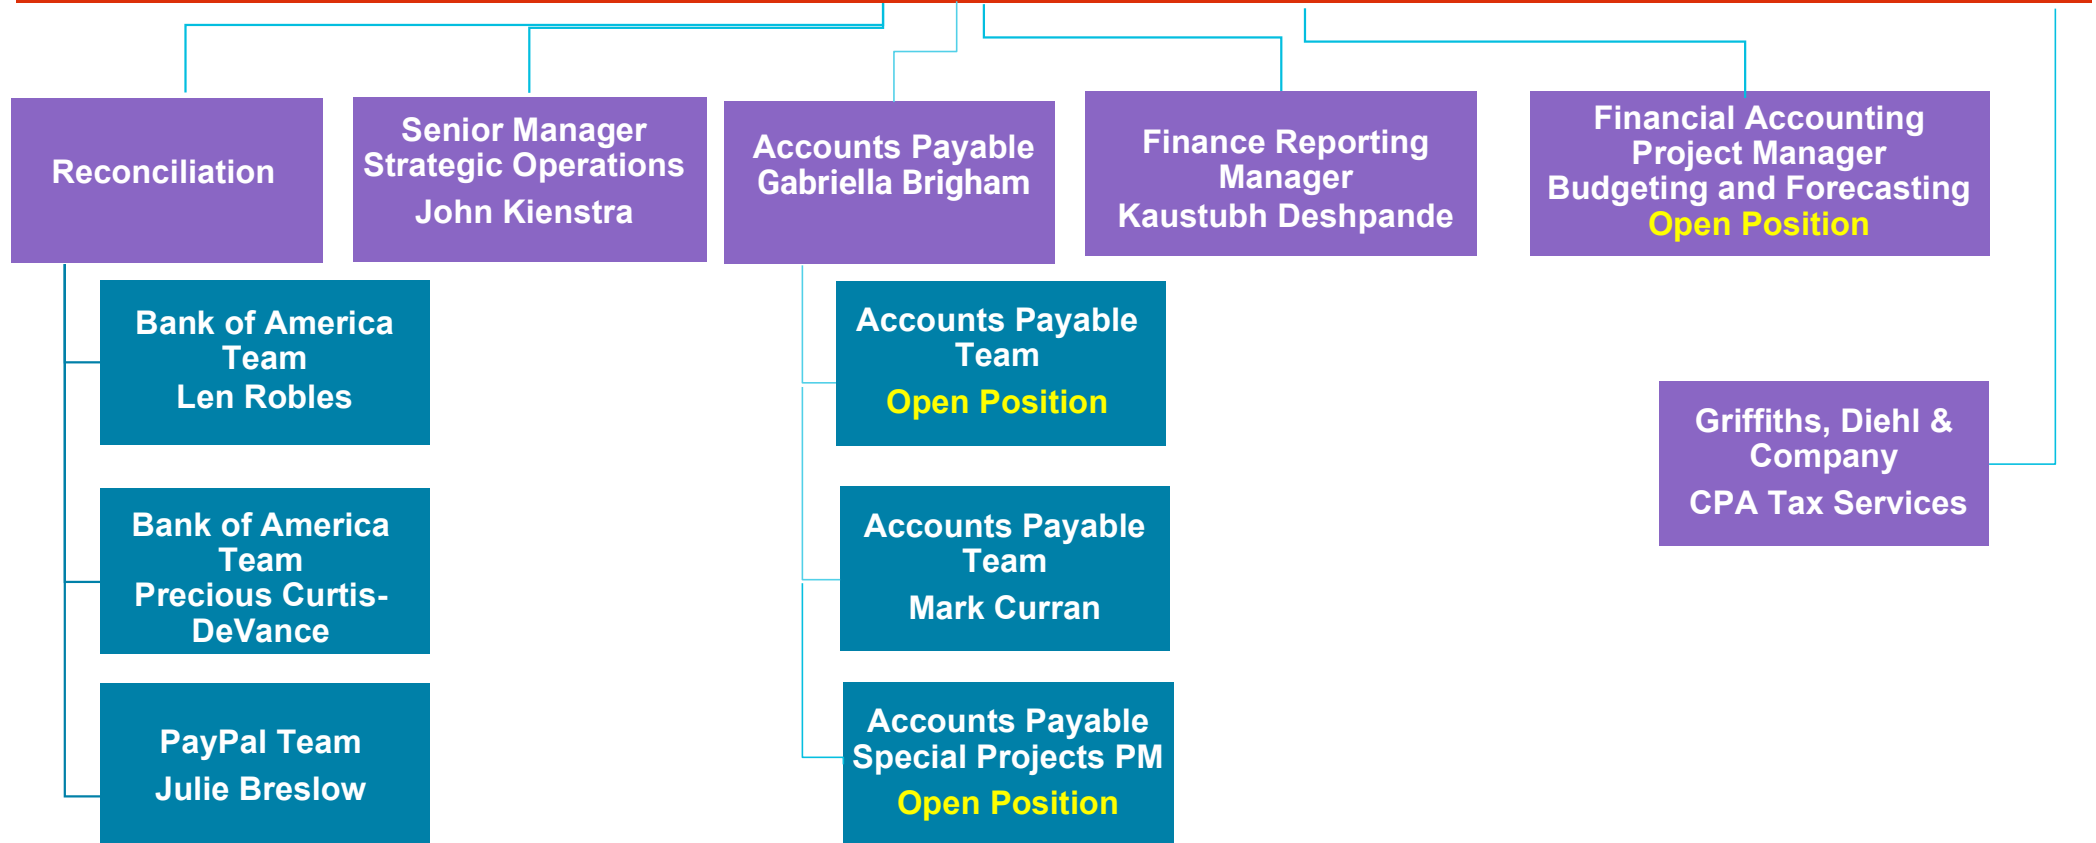 Reconciliation
Senior Manager
Strategic Operations
John Kienstra
Accounts Payable
Gabriella Brigham
Finance Reporting
Manager
Kaustubh Deshpande
Financial Accounting
Project Manager
Budgeting and Forecasting
Open Position
Bank of America
Team
Len Robles
Bank of America
Team
Precious Curtis-
DeVance
PayPal Team
Julie Breslow
Accounts Payable
Team
Open Position
Accounts Payable
Team
Mark Curran
Accounts Payable
Special Projects PM
Open Position
Griffiths, Diehl &
Company
CPA Tax Services